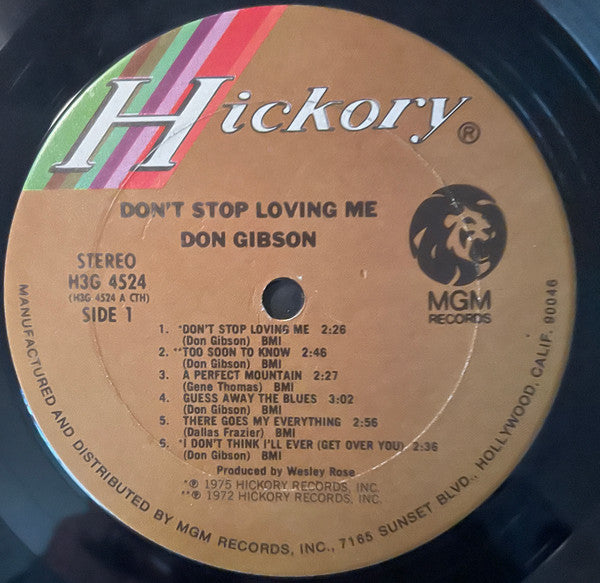 Hickory®
DON'T STOP LOVING ME
DON GIBSON
STEREO
H3G 4524
(H3G 4524 A CTH)
SIDE 1
MGM
RECORDS
1. *DON'T STOP LOVING ME 2:26
(Don Gibson) BMI
2. **TOO SOON TO KNOW 2:46
(Don Gibson) BMI
3. A PERFECT MOUNTAIN 2:27
(Gene Thomas) BMI
4. GUESS AWAY THE BLUES 3:02
(Don Gibson) BMI
5. THERE GOES MY EVERYTHING 2:56
(Dallas Frazier) BMI
6. *I DON'T THINK I'LL EVER (GET OVER YOU) 2:36
(Don Gibson) BMI
Produced by Wesley Rose
*℗ 1975 HICKORY RECORDS, INC.
**℗ 1972 HICKORY RECORDS, INC.
MANUFACTURED AND DISTRIBUTED BY MGM RECORDS, INC., 7165 SUNSET BLVD., HOLLYWOOD, CALIF. 90046